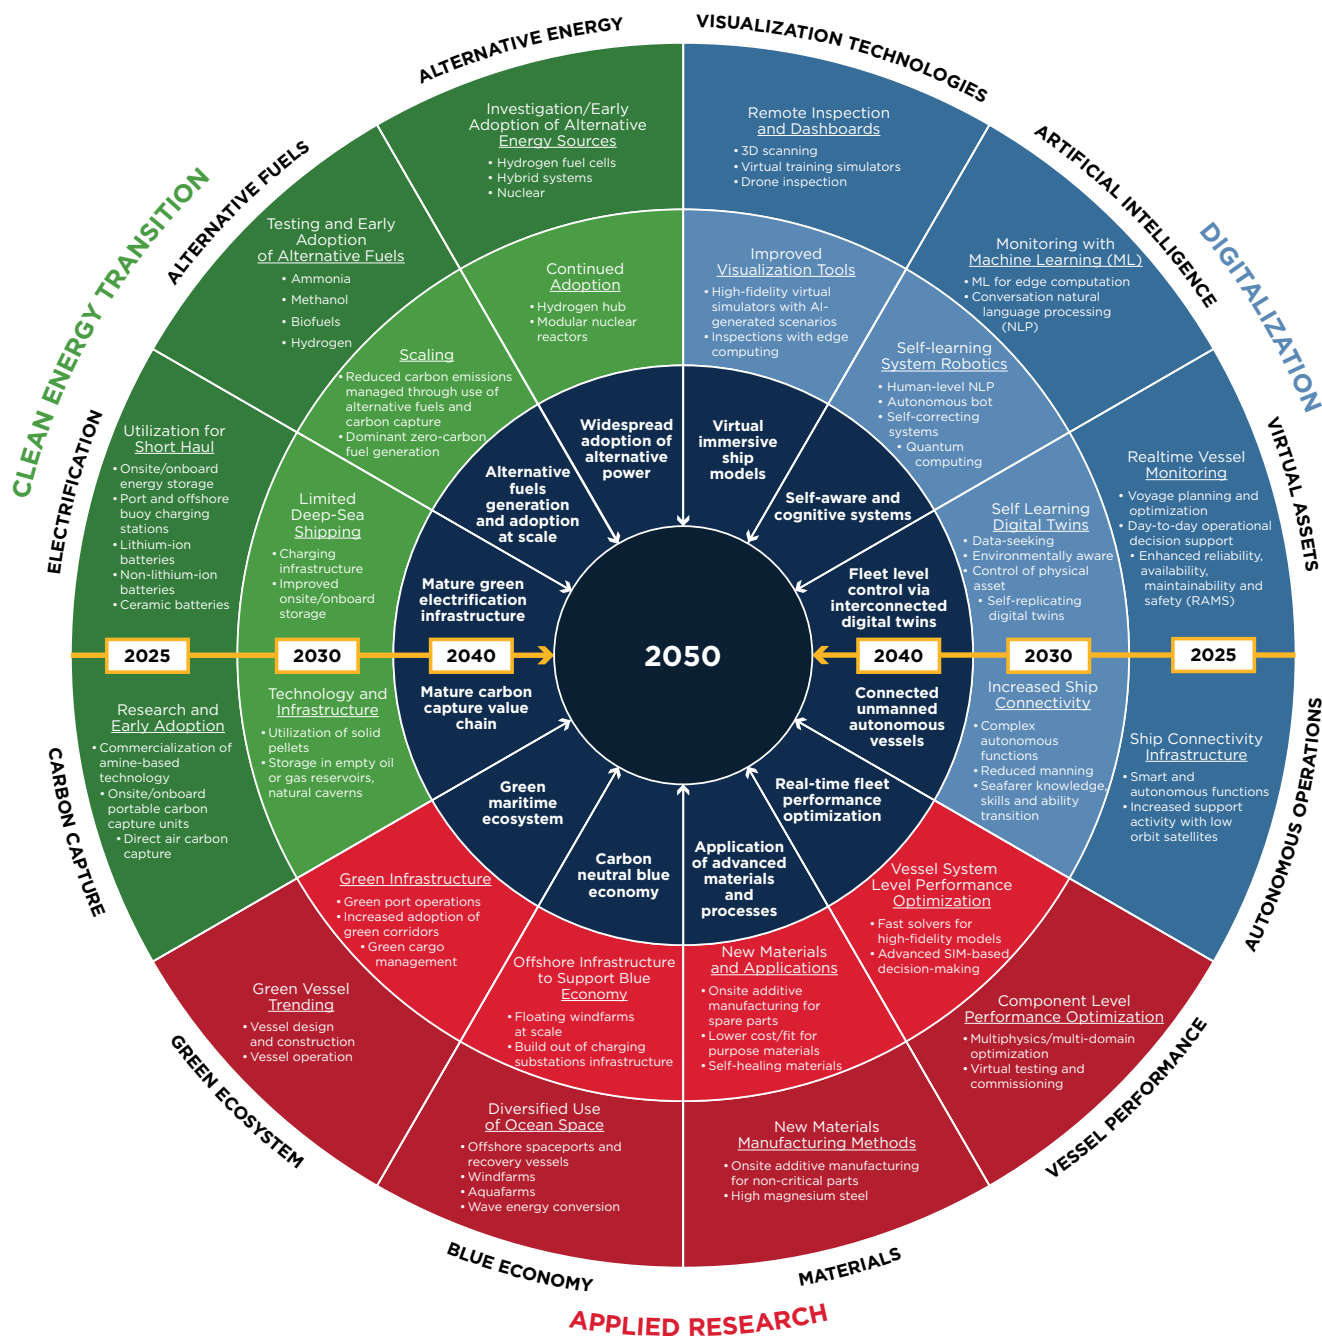 CLEAN ENERGY TRANSITION
ALTERNATIVE ENERGY
Investigation/Early
Adoption of Alternative
Energy Sources
• Hydrogen fuel cells
• Hybrid systems
• Nuclear
Continued
Adoption
• Hydrogen hub
• Modular nuclear
reactors
Widespread
adoption of
alternative
power
ALTERNATIVE FUELS
Testing and Early
Adoption
of Alternative Fuels
• Ammonia
• Methanol
• Biofuels
• Hydrogen
Scaling
• Reduced carbon emissions
managed through use of
alternative fuels and
carbon capture
• Dominant zero-carbon
fuel generation
Alternative
fuels
generation
and adoption
at scale
ELECTRIFICATION
Utilization for
Short Haul
• Onsite/onboard
energy storage
• Port and offshore
buoy charging
stations
• Lithium-ion
batteries
• Non-lithium-ion
batteries
• Ceramic batteries
Limited
Deep-Sea
Shipping
• Charging
infrastructure
• Improved
onsite/onboard
storage
Mature green
electrification
infrastructure
CARBON CAPTURE
Research and
Early Adoption
• Commercialization of
amine-based
technology
• Onsite/onboard
portable carbon
capture units
• Direct air carbon
capture
Technology and
Infrastructure
• Utilization of solid
pellets
• Storage in empty oil
or gas reservoirs,
natural caverns
Mature carbon
capture value
chain
DIGITALIZATION
VISUALIZATION TECHNOLOGIES
Remote Inspection
and Dashboards
• 3D scanning
• Virtual training simulators
• Drone inspection
Improved
Visualization Tools
• High-fidelity virtual
simulators with AI-
generated scenarios
• Inspections with edge
computing
Virtual
immersive
ship
models
ARTIFICIAL INTELLIGENCE
Monitoring with
Machine Learning (ML)
• ML for edge computation
• Conversation natural
language processing
(NLP)
Self-learning
System Robotics
• Human-level NLP
• Autonomous bot
• Self-correcting
systems
• Quantum
computing
Self-aware and
cognitive systems
VIRTUAL ASSETS
Realtime Vessel
Monitoring
• Voyage planning and
optimization
• Day-to-day operational
decision support
• Enhanced reliability,
availability,
maintainability and
safety (RAMS)
Self Learning
Digital Twins
• Data-seeking
• Environmentally aware
• Control of physical
asset
• Self-replicating
digital twins
Fleet level
control via
interconnected
digital twins
AUTONOMOUS OPERATIONS
Ship Connectivity
Infrastructure
• Smart and
autonomous functions
• Increased support
activity with low
orbit satellites
Increased Ship
Connectivity
• Complex
autonomous
functions
• Reduced manning
• Seafarer knowledge,
skills and ability
transition
Connected
unmanned
autonomous
vessels
2025
2030
2040
2050
2040
2030
2025
APPLIED RESEARCH
GREEN ECOSYSTEM
Green Vessel
Trending
• Vessel design
and construction
• Vessel operation
Green Infrastructure
• Green port operations
• Increased adoption of
green corridors
• Green cargo
management
Green
maritime
ecosystem
BLUE ECONOMY
Diversified Use
of Ocean Space
• Offshore spaceports and
recovery vessels
• Windfarms
• Aquafarms
• Wave energy conversion
Offshore Infrastructure
to Support Blue
Economy
• Floating windfarms
at scale
• Build out of charging
substations infrastructure
Carbon
neutral blue
economy
MATERIALS
New Materials
Manufacturing Methods
• Onsite additive manufacturing
for non-critical parts
• High magnesium steel
New Materials
and Applications
• Onsite additive
manufacturing for
spare parts
• Lower cost/fit for
purpose materials
• Self-healing materials
Application
of advanced
materials
and
processes
VESSEL PERFORMANCE
Component Level
Performance Optimization
• Multiphysics/multi-domain
optimization
• Virtual testing and
commissioning
Vessel System
Level Performance
Optimization
• Fast solvers for
high-fidelity models
• Advanced SIM-based
decision-making
Real-time fleet
performance
optimization